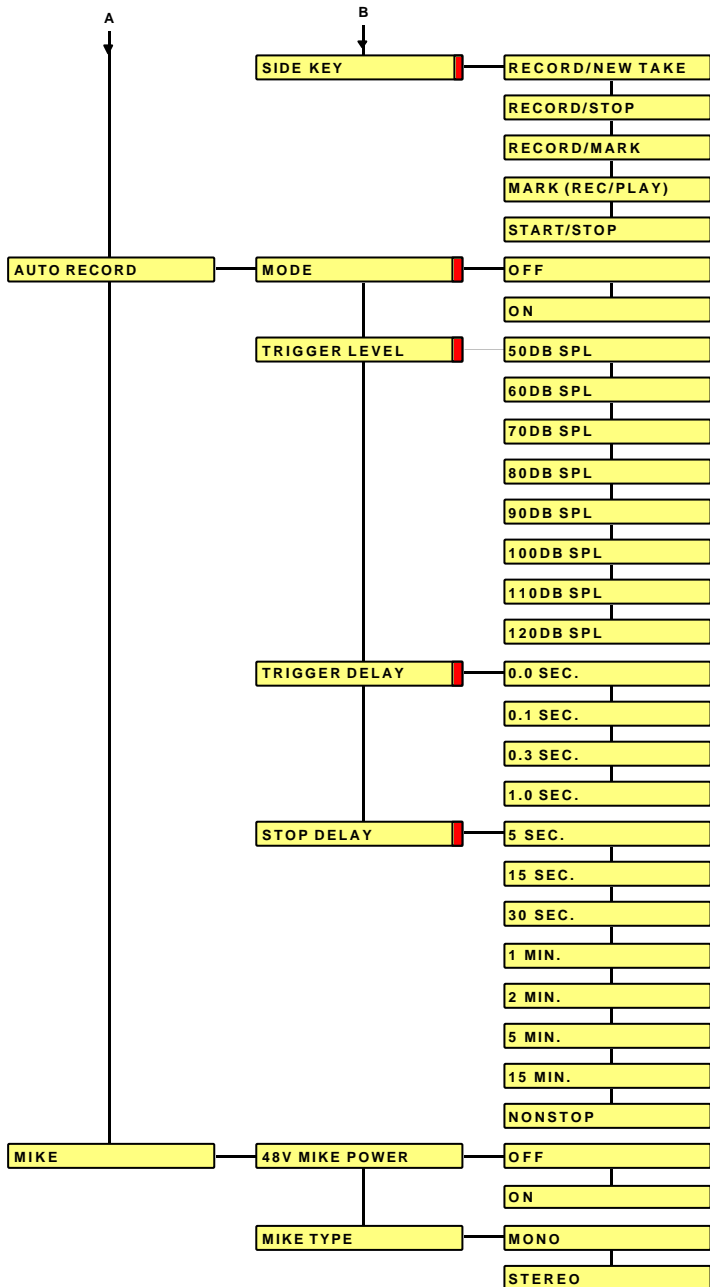 A
B
SIDE KEY
RECORD/NEW TAKE
RECORD/STOP
RECORD/MARK
MARK (REC/PLAY)
START/STOP
AUTO RECORD
MODE
OFF
ON
TRIGGER LEVEL
50DB SPL
60DB SPL
70DB SPL
80DB SPL
90DB SPL
100DB SPL
110DB SPL
120DB SPL
TRIGGER DELAY
0.0 SEC.
0.1 SEC.
0.3 SEC.
1.0 SEC.
STOP DELAY
5 SEC.
15 SEC.
30 SEC.
1 MIN.
2 MIN.
5 MIN.
15 MIN.
NONSTOP
MIKE
48V MIKE POWER
OFF
ON
MIKE TYPE
MONO
STEREO